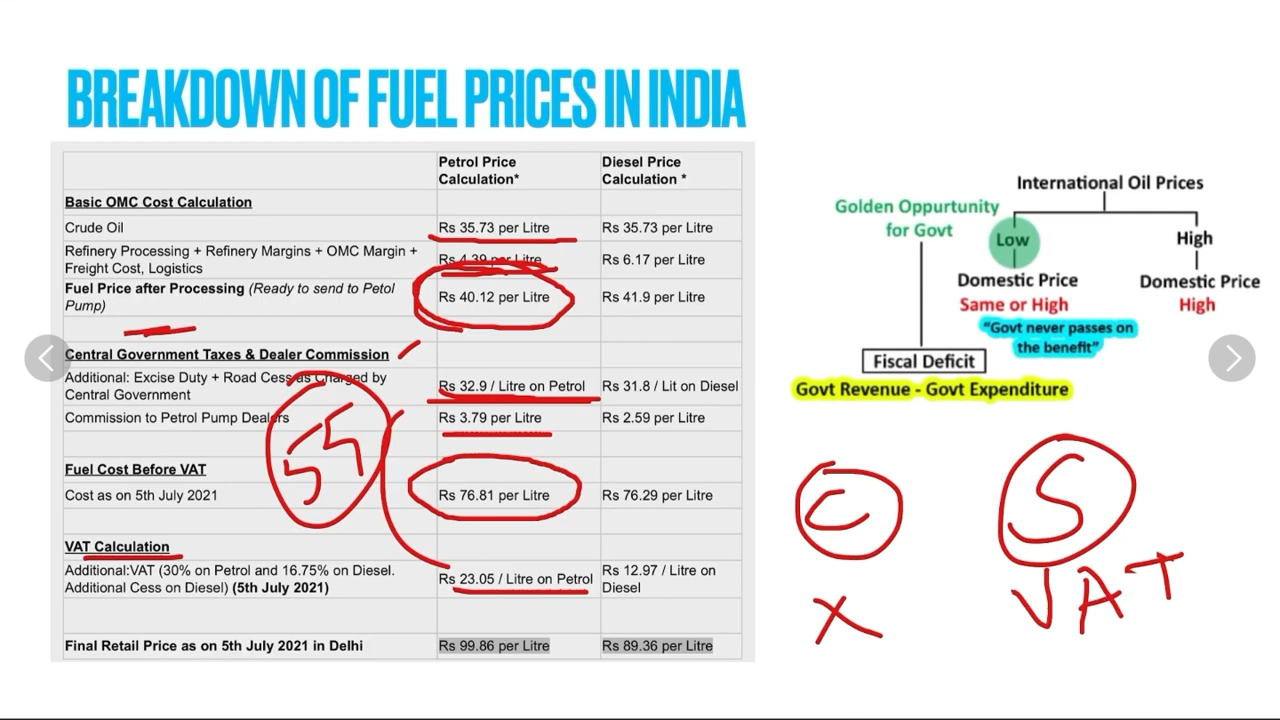 BREAKDOWN OF FUEL PRICES IN INDIA
Petrol Price Calculation*
Diesel Price Calculation *
Basic OMC Cost Calculation
Crude Oil
Rs 35.73 per Litre
Rs 35.73 per Litre
Refinery Processing + Refinery Margins + OMC Margin +
Freight Cost, Logistics
Rs 4.39 per Litre
Rs 6.17 per Litre
Fuel Price after Processing (Ready to send to Petol
Pump)
Rs 40.12 per Litre
Rs 41.9 per Litre
Central Government Taxes & Dealer Commission
Additional: Excise Duty + Road Cess as Charged by
Central Government
Rs 32.9 / Litre on Petrol
Rs 31.8 / Lit on Diesel
Commission to Petrol Pump Dealers
Rs 3.79 per Litre
Rs 2.59 per Litre
Fuel Cost Before VAT
Cost as on 5th July 2021
Rs 76.81 per Litre
Rs 76.29 per Litre
VAT Calculation
Additional:VAT (30% on Petrol and 16.75% on Diesel.
Additional Cess on Diesel) (5th July 2021)
Rs 23.05 / Litre on Petrol
Rs 12.97 / Litre on
Diesel
Final Retail Price as on 5th July 2021 in Delhi
Rs 99.86 per Litre
Rs 89.36 per Litre
55
International Oil Prices
Golden Oppurtunity
for Govt
Low
High
Domestic Price
Same or High
Domestic Price
High
"Govt never passes on
the benefit"
Fiscal Deficit
Govt Revenue - Govt Expenditure
C
S
X
VAT